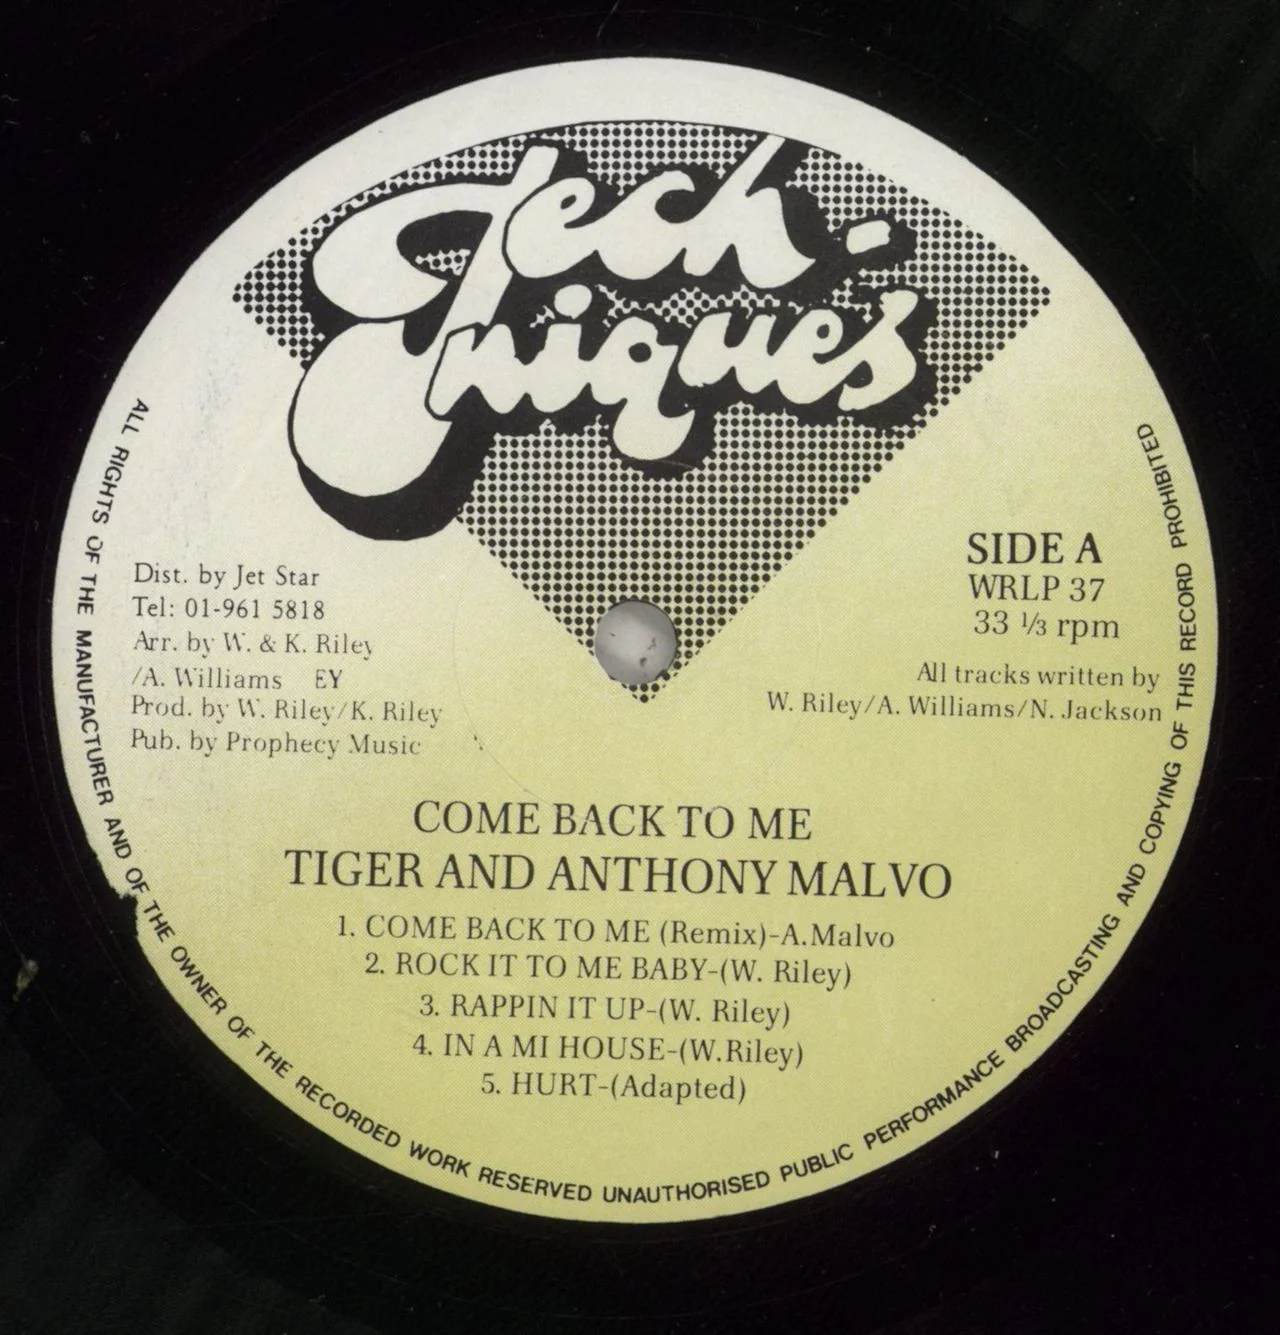 Tech-
niques
ALL RIGHTS OF THE MANUFACTURER AND OF THE OWNER OF THE RECORDED WORK RESERVED UNAUTHORISED PUBLIC PERFORMANCE BROADCASTING AND COPYING OF THIS RECORD PROHIBITED
Dist. by Jet Star
Tel: 01-961 5818
Arr. by W. & K. Riley
/A. Williams EY
Prod. by W. Riley/K. Riley
Pub. by Prophecy Music
SIDE A
WRLP 37
33 1/3 rpm
All tracks written by
W. Riley/A. Williams/N. Jackson
COME BACK TO ME
TIGER AND ANTHONY MALVO
1. COME BACK TO ME (Remix)-A.Malvo
2. ROCK IT TO ME BABY-(W. Riley)
3. RAPPIN IT UP-(W. Riley)
4. IN A MI HOUSE-(W.Riley)
5. HURT-(Adapted)